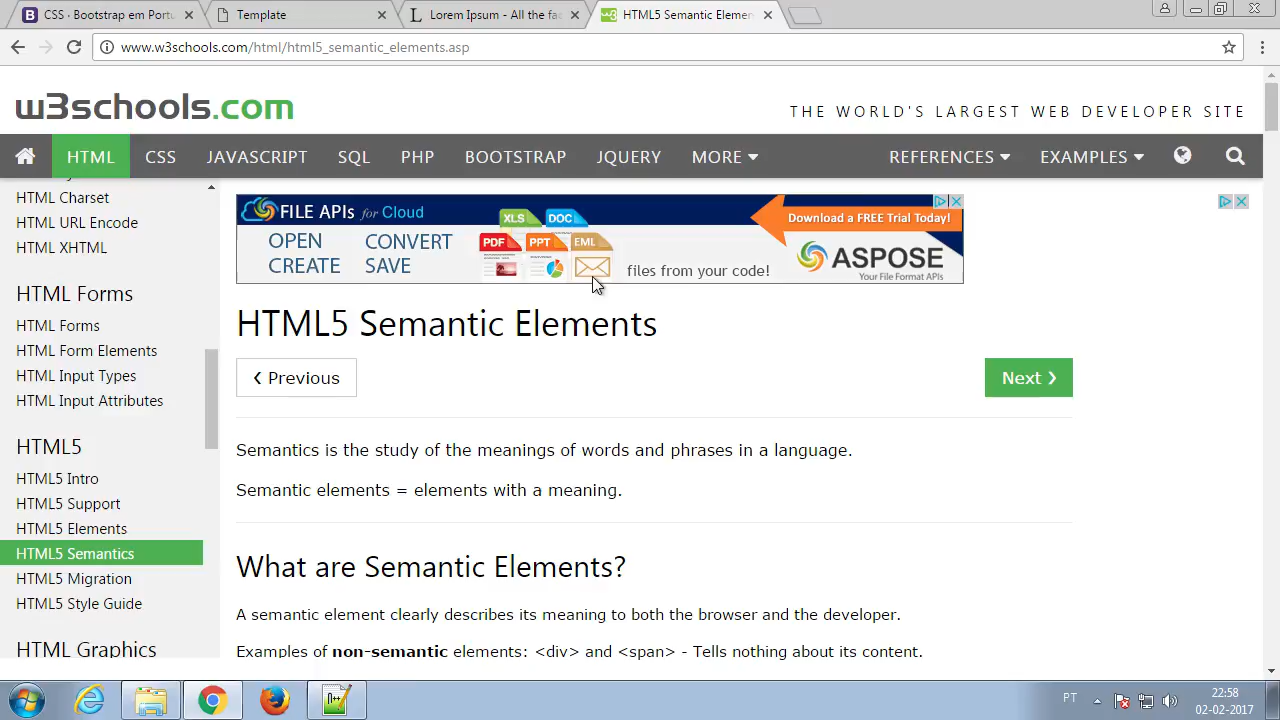 CSS · Bootstrap em Portu
Template
Lorem Ipsum - All the fac
HTML5 Semantic Elemen
www.w3schools.com/html/html5_semantic_elements.asp
w3schools.com
THE WORLD'S LARGEST WEB DEVELOPER SITE
HTML CSS JAVASCRIPT SQL PHP BOOTSTRAP JQUERY MORE REFERENCES EXAMPLES
HTML Charset
HTML URL Encode
HTML XHTML
HTML Forms
HTML Forms
HTML Form Elements
HTML Input Types
HTML Input Attributes
HTML5
HTML5 Intro
HTML5 Support
HTML5 Elements
HTML5 Semantics
HTML5 Migration
HTML5 Style Guide
HTML Graphics
FILE APIs for Cloud
OPEN CONVERT
CREATE SAVE
XLS DOC
PDF PPT EML
files from your code!
Download a FREE Trial Today!
ASPOSE
Your File Format APIs
HTML5 Semantic Elements
❮ Previous
Next ❯
Semantics is the study of the meanings of words and phrases in a language.
Semantic elements = elements with a meaning.
What are Semantic Elements?
A semantic element clearly describes its meaning to both the browser and the developer.
Examples of non-semantic elements: <div> and <span> - Tells nothing about its content.
PT
22:58
02-02-2017